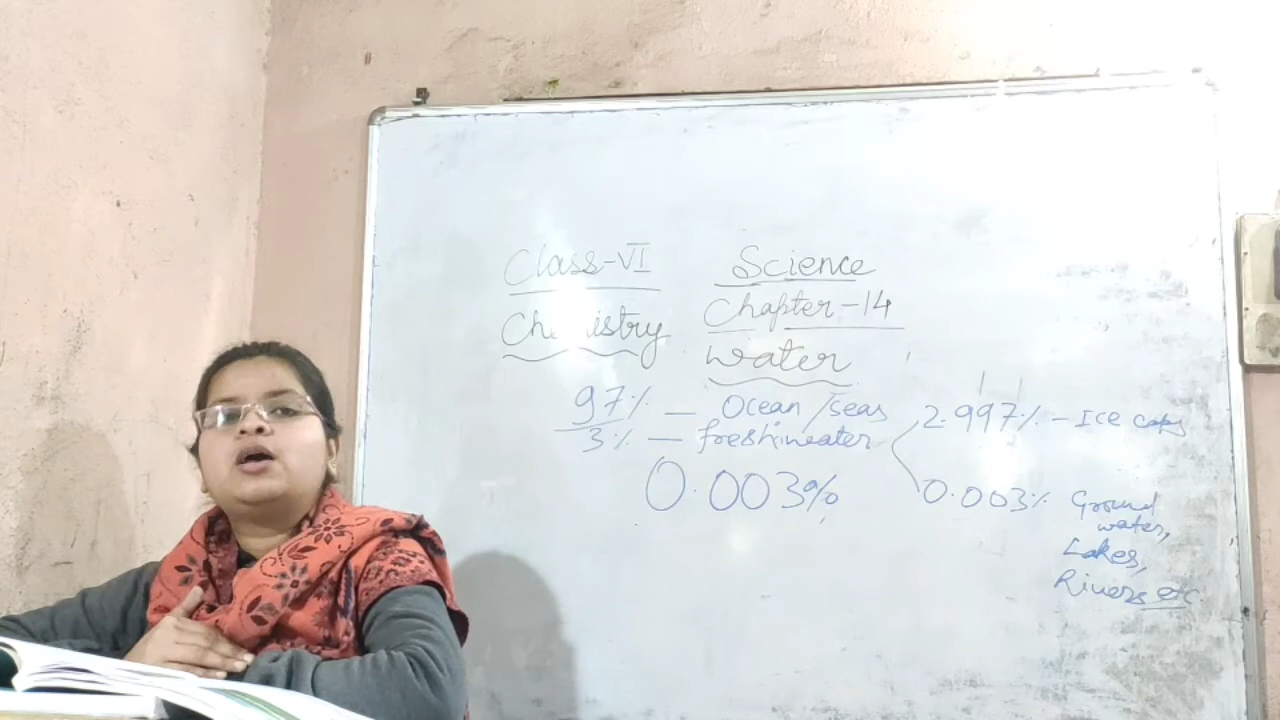 Class-VI Science
Chemistry Chapter-14
Water
97% — Ocean/seas
3% — freshwater
2.997% - Ice caps
0.003%
0.003% Ground
water,
Lakes,
Rivers etc